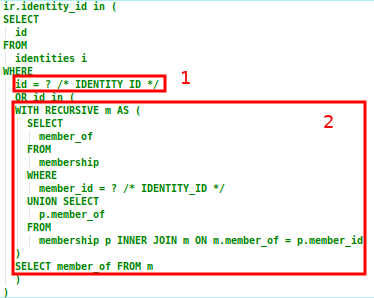 ir.identity_id in (
SELECT
id
FROM
identities i
WHERE
id = ? /* IDENTITY ID */
1
OR id in (
WITH RECURSIVE m AS (
2
SELECT
member_of
FROM
membership
WHERE
member_id = ? /* IDENTITY_ID */
UNION SELECT
p.member_of
FROM
membership p INNER JOIN m ON m.member_of = p.member_id
)
SELECT member_of FROM m
)
)